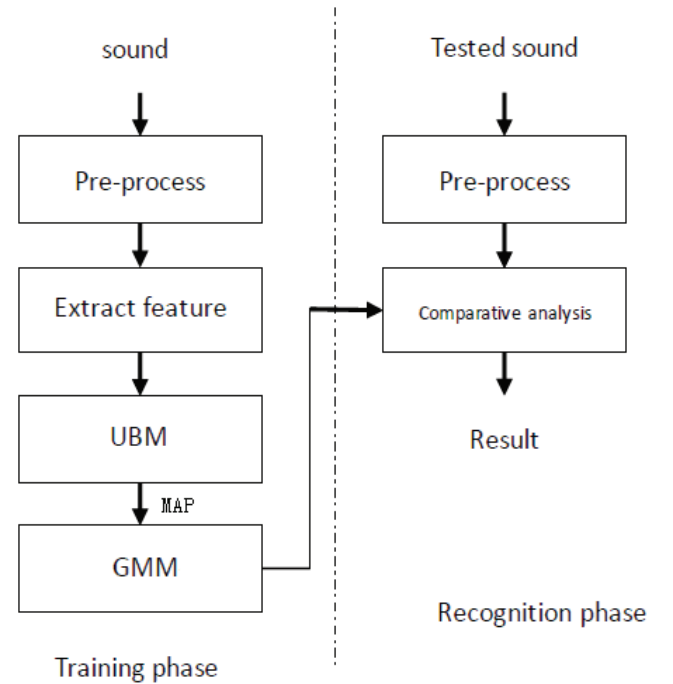 sound
Pre-process
Extract feature
UBM
MAP
GMM
Training phase
Tested sound
Pre-process
Comparative analysis
Result
Recognition phase